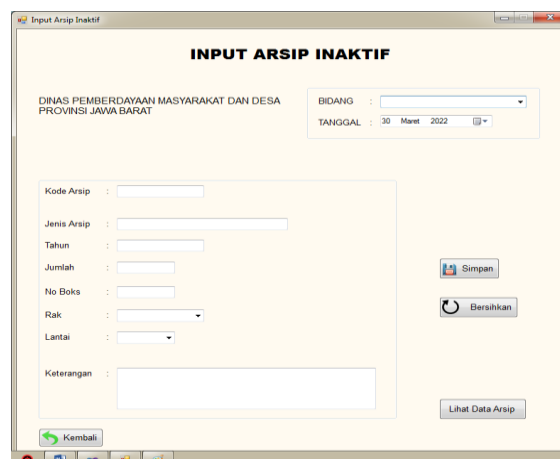 Input Arsip Inaktif
INPUT ARSIP INAKTIF
DINAS PEMBERDAYAAN MASYARAKAT DAN DESA
PROVINSI JAWA BARAT
BIDANG :
TANGGAL : 30 Maret 2022
Kode Arsip :
Jenis Arsip :
Tahun :
Jumlah :
No Boks :
Rak :
Lantai :
Keterangan :
Simpan
Bersihkan
Lihat Data Arsip
Kembali